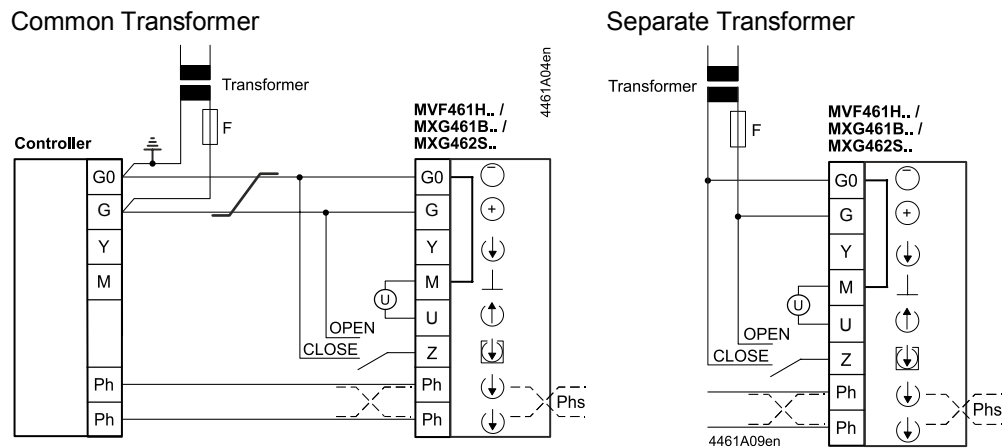 Common Transformer
Transformer
F
4461A04en
MVF461H.. /
MXG461B.. /
MXG462S..
Controller
G0
G
Y
M
Ph
Ph
G0
G
Y
M
U
Z
Ph
Ph
U
OPEN
CLOSE
Phs
Separate Transformer
Transformer
F
MVF461H.. /
MXG461B.. /
MXG462S..
G0
G
Y
M
U
Z
Ph
Ph
U
OPEN
CLOSE
Phs
4461A09en